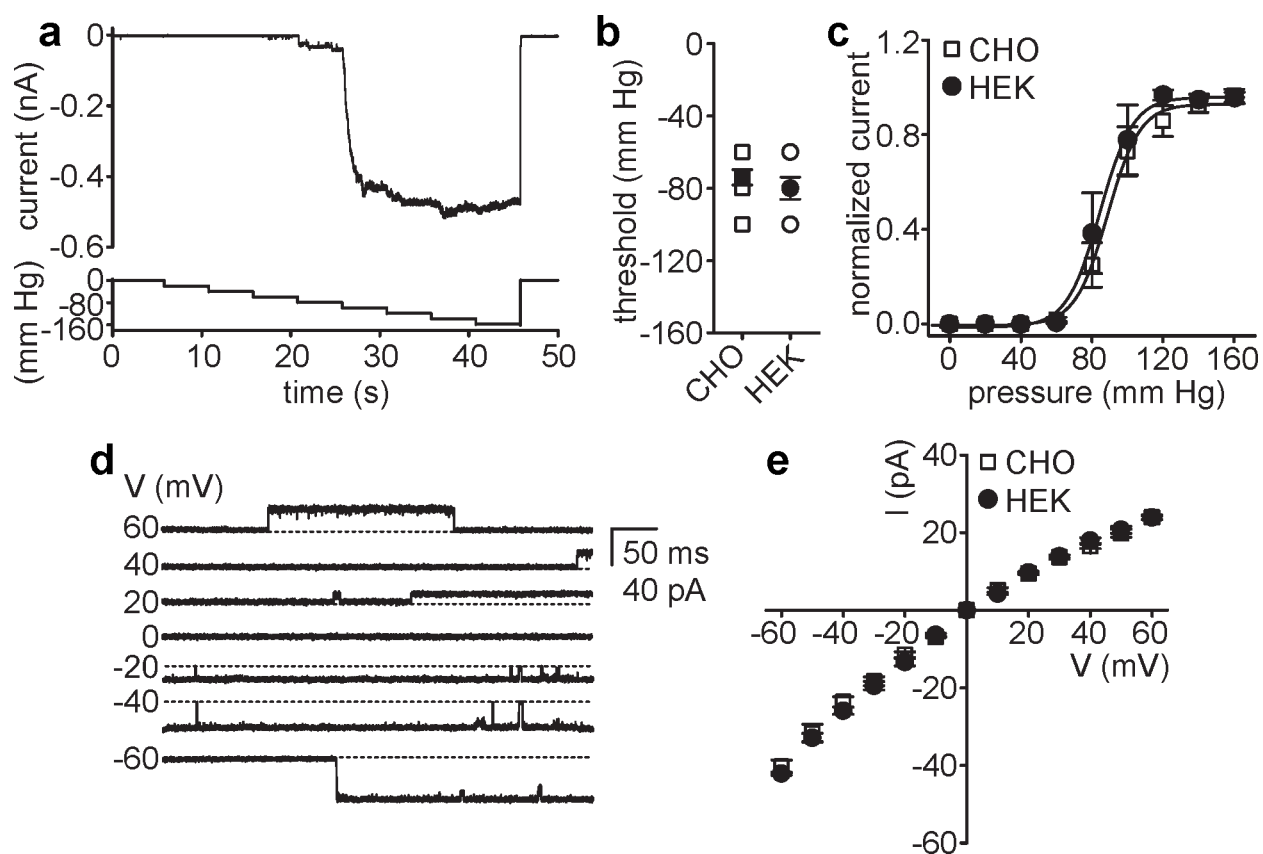 a
current (nA)
0
-0.2
-0.4
-0.6
(mm Hg)
0
-80
-160
0 10 20 30 40 50
time (s)
b
threshold (mm Hg)
0
-40
-80
-120
-160
CHO
HEK
c
normalized current
1.2
0.8
0.4
0.0
CHO
HEK
0 40 80 120 160
pressure (mm Hg)
d
V (mV)
60
40
20
0
-20
-40
-60
50 ms
40 pA
e
I (pA)
40
20
-20
-40
-60
CHO
HEK
-60 -40 -20 20 40 60
V (mV)